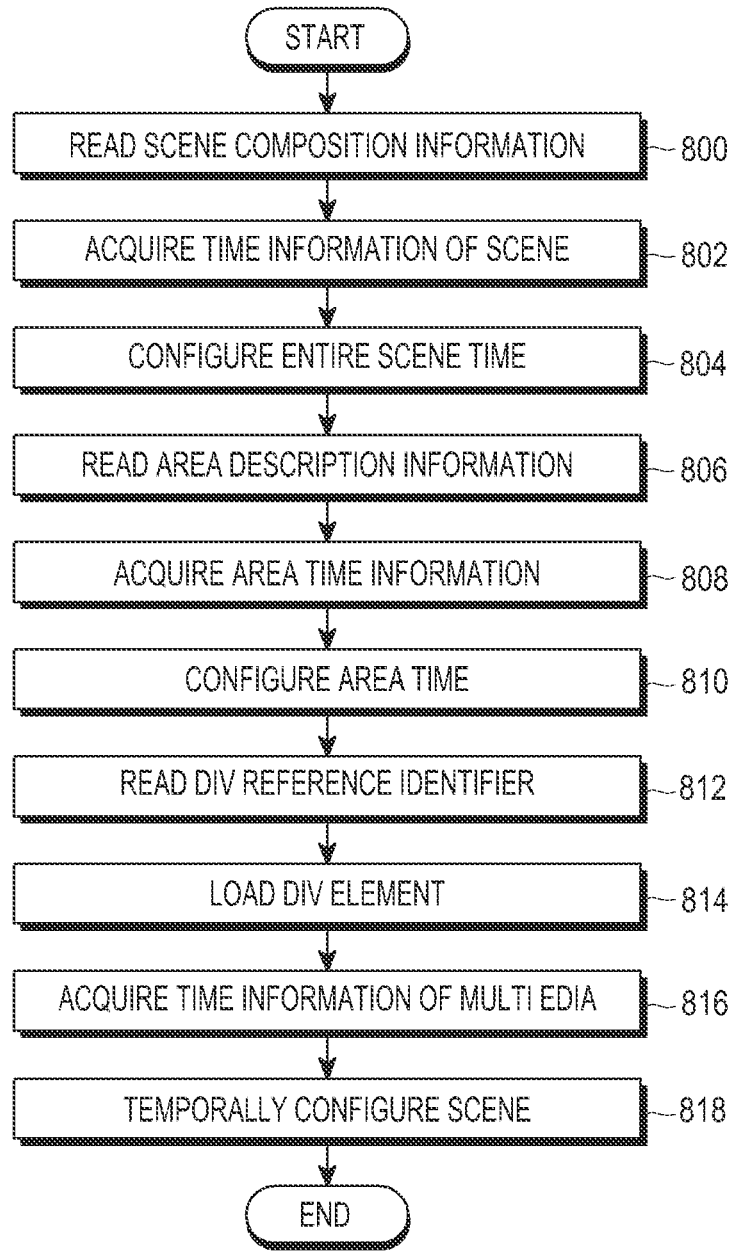 START
READ SCENE COMPOSITION INFORMATION 800
ACQUIRE TIME INFORMATION OF SCENE 802
CONFIGURE ENTIRE SCENE TIME 804
READ AREA DESCRIPTION INFORMATION 806
ACQUIRE AREA TIME INFORMATION 808
CONFIGURE AREA TIME 810
READ DIV REFERENCE IDENTIFIER 812
LOAD DIV ELEMENT 814
ACQUIRE TIME INFORMATION OF MULTI EDIA 816
TEMPORALLY CONFIGURE SCENE 818
END